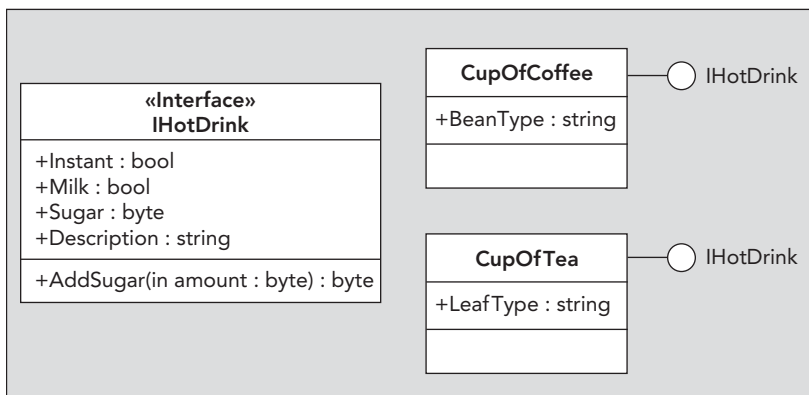 «Interface»
IHotDrink
+Instant : bool
+Milk : bool
+Sugar : byte
+Description : string
+AddSugar(in amount : byte) : byte
CupOfCoffee
+BeanType : string
IHotDrink
CupOfTea
+LeafType : string
IHotDrink